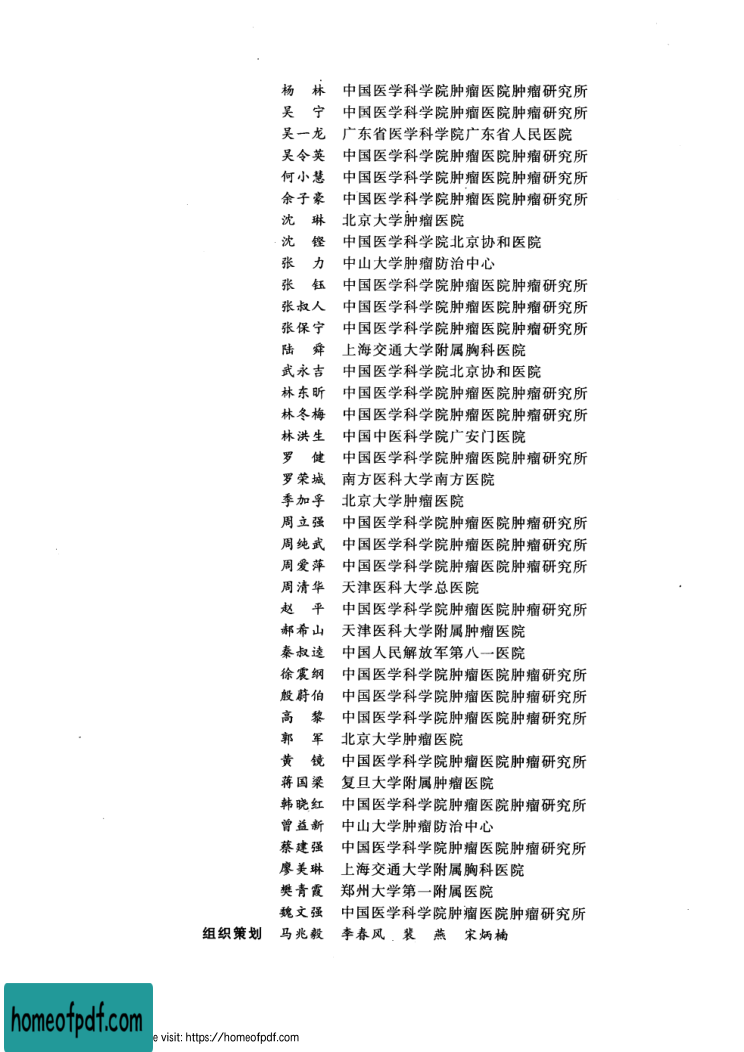 杨　林　中国医学科学院肿瘤医院肿瘤研究所
吴　宁　中国医学科学院肿瘤医院肿瘤研究所
吴一龙　广东省医学科学院广东省人民医院
吴令英　中国医学科学院肿瘤医院肿瘤研究所
何小慧　中国医学科学院肿瘤医院肿瘤研究所
余子豪　中国医学科学院肿瘤医院肿瘤研究所
沈　琳　北京大学肿瘤医院
沈　铿　中国医学科学院北京协和医院
张　力　中山大学肿瘤防治中心
张　钰　中国医学科学院肿瘤医院肿瘤研究所
张叔人　中国医学科学院肿瘤医院肿瘤研究所
张保宁　中国医学科学院肿瘤医院肿瘤研究所
陆　舜　上海交通大学附属胸科医院
武永吉　中国医学科学院北京协和医院
林东昕　中国医学科学院肿瘤医院肿瘤研究所
林冬梅　中国医学科学院肿瘤医院肿瘤研究所
林洪生　中国中医科学院广安门医院
罗　健　中国医学科学院肿瘤医院肿瘤研究所
罗荣城　南方医科大学南方医院
季加孚　北京大学肿瘤医院
周立强　中国医学科学院肿瘤医院肿瘤研究所
周纯武　中国医学科学院肿瘤医院肿瘤研究所
周爱萍　中国医学科学院肿瘤医院肿瘤研究所
周清华　天津医科大学总医院
赵　平　中国医学科学院肿瘤医院肿瘤研究所
郝希山　天津医科大学附属肿瘤医院
秦叔逵　中国人民解放军第八一医院
徐震纲　中国医学科学院肿瘤医院肿瘤研究所
殷蔚伯　中国医学科学院肿瘤医院肿瘤研究所
高　黎　中国医学科学院肿瘤医院肿瘤研究所
郭　军　北京大学肿瘤医院
黄　镜　中国医学科学院肿瘤医院肿瘤研究所
蒋国梁　复旦大学附属肿瘤医院
韩晓红　中国医学科学院肿瘤医院肿瘤研究所
曾益新　中山大学肿瘤防治中心
蔡建强　中国医学科学院肿瘤医院肿瘤研究所
廖美琳　上海交通大学附属胸科医院
樊青霞　郑州大学第一附属医院
魏文强　中国医学科学院肿瘤医院肿瘤研究所
组织策划　马兆毅　李春风　裴　燕　宋炳楠
homeofpdf.com
e visit: https://homeofpdf.com